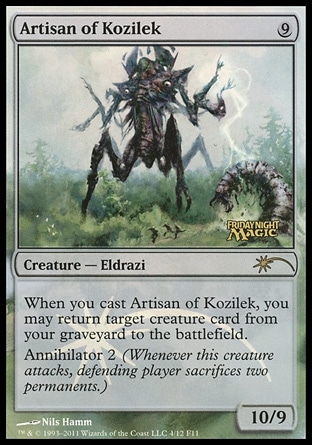 Artisan of Kozilek 9
FRIDAY NIGHT
MAGIC
Creature — Eldrazi
When you cast Artisan of Kozilek, you
may return target creature card from
your graveyard to the battlefield.
Annihilator 2 (Whenever this creature
attacks, defending player sacrifices two
permanents.)
Nils Hamm
™ & © 1993–2011 Wizards of the Coast LLC 4/12 F11
10/9